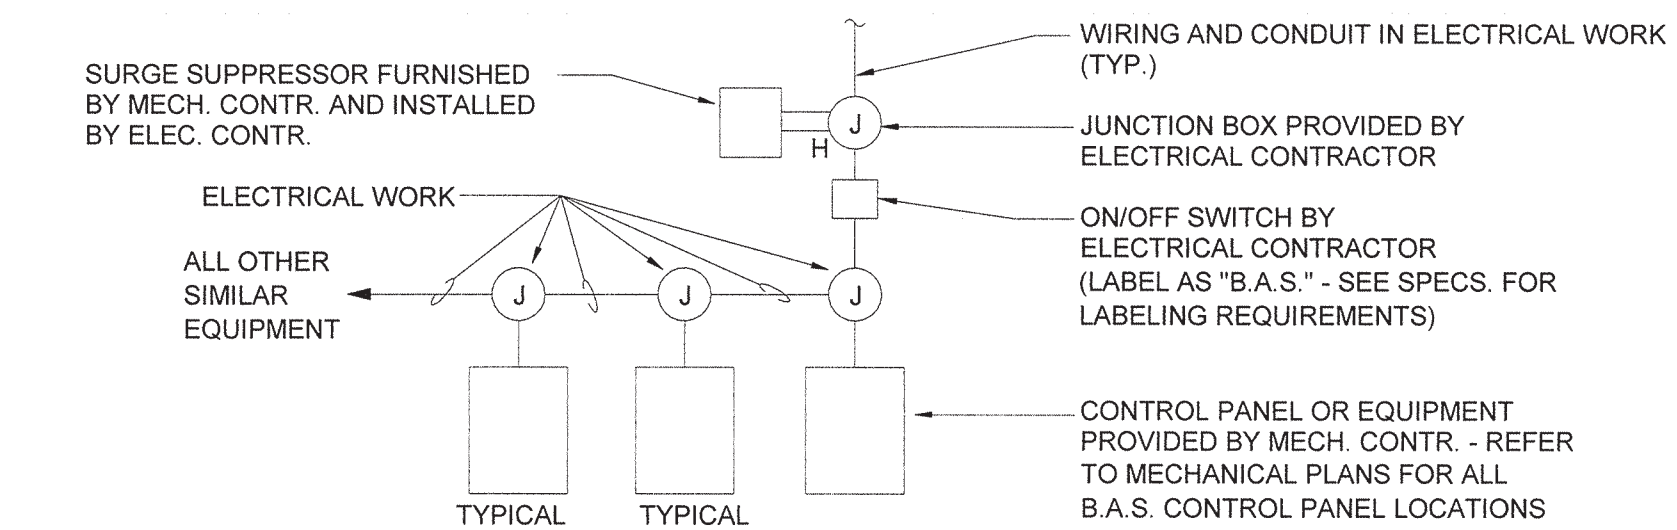 WIRING AND CONDUIT IN ELECTRICAL WORK
(TYP.)
SURGE SUPPRESSOR FURNISHED
BY MECH. CONTR. AND INSTALLED
BY ELEC. CONTR.
J
H
JUNCTION BOX PROVIDED BY
ELECTRICAL CONTRACTOR
ELECTRICAL WORK
ON/OFF SWITCH BY
ELECTRICAL CONTRACTOR
(LABEL AS "B.A.S." - SEE SPECS. FOR
LABELING REQUIREMENTS)
ALL OTHER
SIMILAR
EQUIPMENT
J
J
J
CONTROL PANEL OR EQUIPMENT
PROVIDED BY MECH. CONTR. - REFER
TO MECHANICAL PLANS FOR ALL
B.A.S. CONTROL PANEL LOCATIONS
TYPICAL
TYPICAL